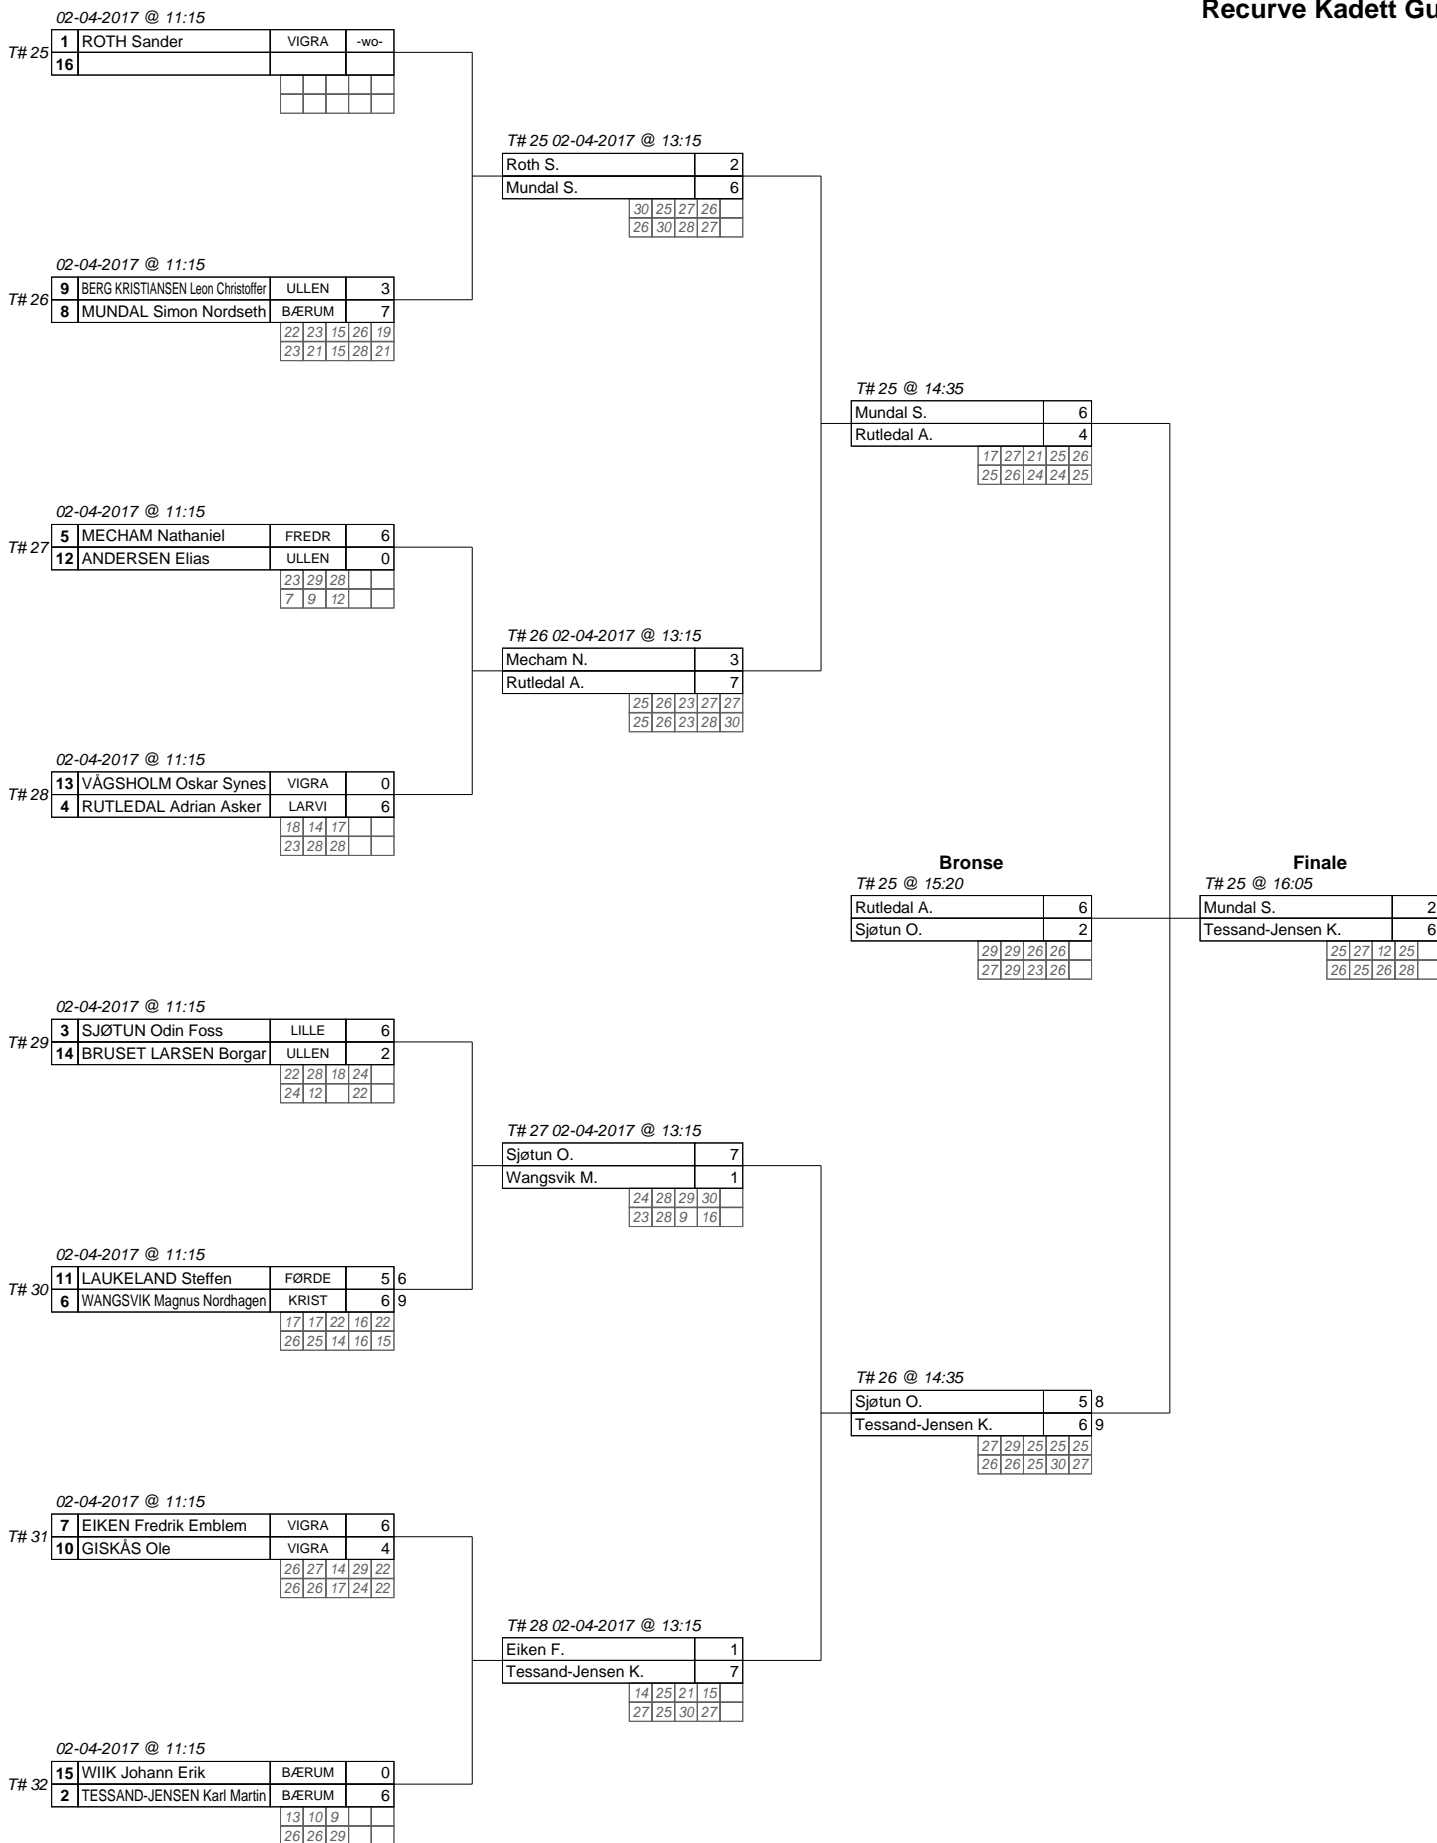 Recurve Kadett Gu
02-04-2017 @ 11:15
T# 25
1 ROTH Sander VIGRA -wo-
16
T# 25 02-04-2017 @ 13:15
Roth S. 2
Mundal S. 6
30 25 27 26
26 30 28 27
02-04-2017 @ 11:15
T# 26
9 BERG KRISTIANSEN Leon Christoffer ULLEN 3
8 MUNDAL Simon Nordseth BÆRUM 7
22 23 15 26 19
23 21 15 28 21
T# 25 @ 14:35
Mundal S. 6
Rutledal A. 4
17 27 21 25 26
25 26 24 24 25
02-04-2017 @ 11:15
T# 27
5 MECHAM Nathaniel FREDR 6
12 ANDERSEN Elias ULLEN 0
23 29 28
7 9 12
T# 26 02-04-2017 @ 13:15
Mecham N. 3
Rutledal A. 7
25 26 23 27 27
25 26 23 28 30
02-04-2017 @ 11:15
T# 28
13 VÅGSHOLM Oskar Synes VIGRA 0
4 RUTLEDAL Adrian Asker LARVI 6
18 14 17
23 28 28
Bronse
T# 25 @ 15:20
Rutledal A. 6
Sjøtun O. 2
29 29 26 26
27 29 23 26
Finale
T# 25 @ 16:05
Mundal S. 2
Tessand-Jensen K. 6
25 27 12 25
26 25 26 28
02-04-2017 @ 11:15
T# 29
3 SJØTUN Odin Foss LILLE 6
14 BRUSET LARSEN Borgar ULLEN 2
22 28 18 24
24 12 22
T# 27 02-04-2017 @ 13:15
Sjøtun O. 7
Wangsvik M. 1
24 28 29 30
23 28 9 16
02-04-2017 @ 11:15
T# 30
11 LAUKELAND Steffen FØRDE 5 6
6 WANGSVIK Magnus Nordhagen KRIST 6 9
17 17 22 16 22
26 25 14 16 15
T# 26 @ 14:35
Sjøtun O. 5 8
Tessand-Jensen K. 6 9
27 29 25 25 25
26 26 25 30 27
02-04-2017 @ 11:15
T# 31
7 EIKEN Fredrik Emblem VIGRA 6
10 GISKÅS Ole VIGRA 4
26 27 14 29 22
26 26 17 24 22
T# 28 02-04-2017 @ 13:15
Eiken F. 1
Tessand-Jensen K. 7
14 25 21 15
27 25 30 27
02-04-2017 @ 11:15
T# 32
15 WIIK Johann Erik BÆRUM 0
2 TESSAND-JENSEN Karl Martin BÆRUM 6
13 10 9
26 26 29